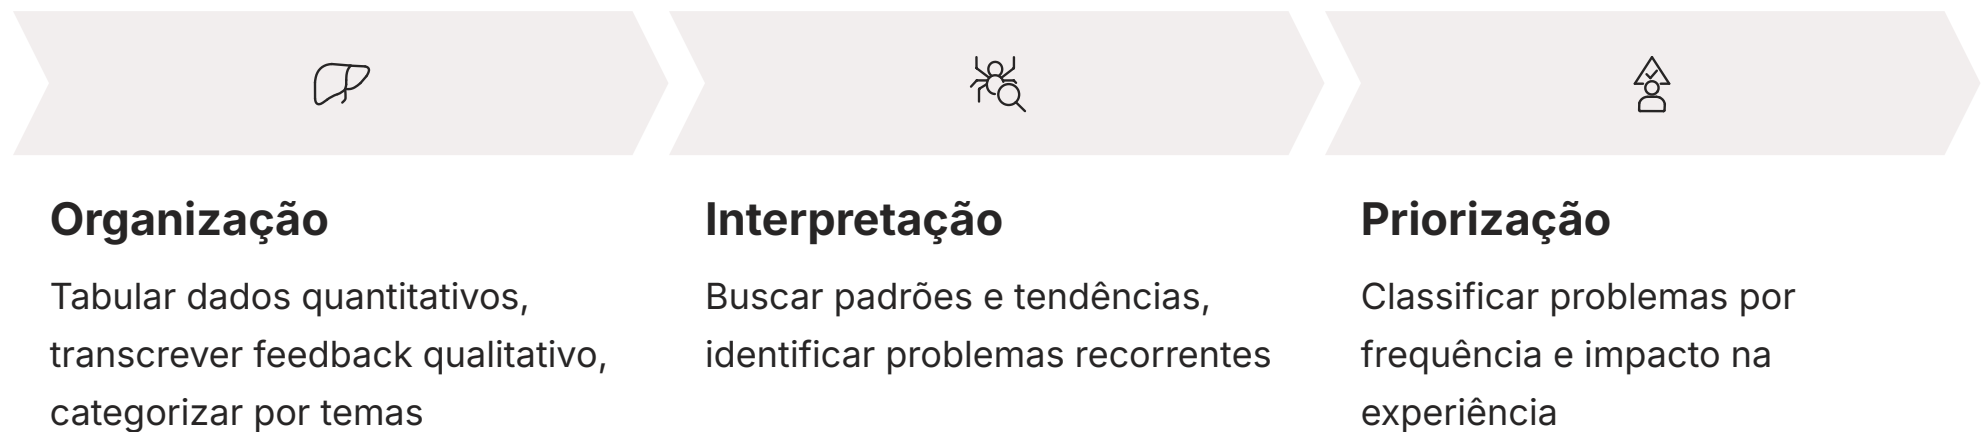 Organização
Tabular dados quantitativos,
transcrever feedback qualitativo,
categorizar por temas
Interpretação
Buscar padrões e tendências,
identificar problemas recorrentes
Priorização
Classificar problemas por
frequência e impacto na
experiência